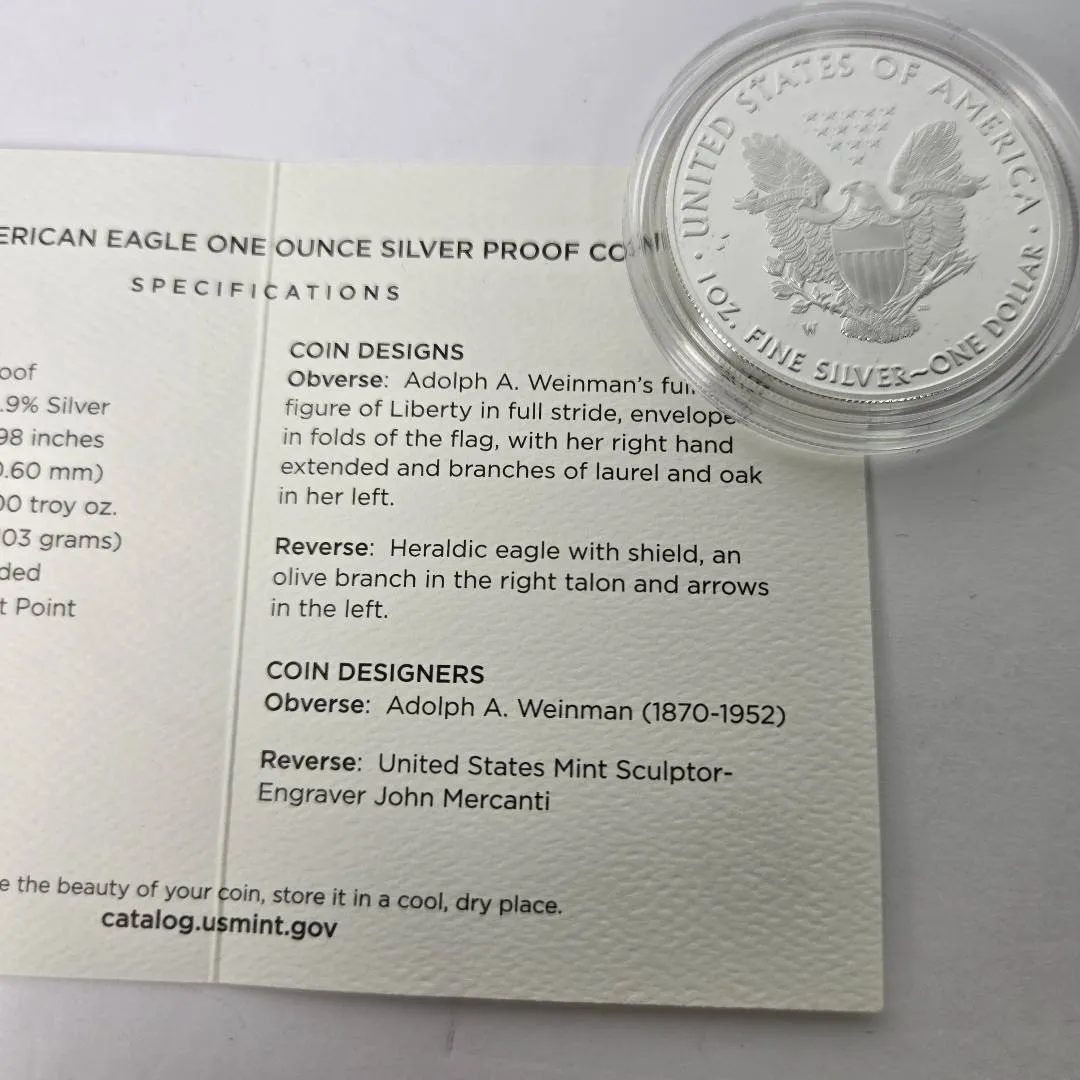 ERICAN EAGLE ONE OUNCE SILVER PROOF CO
SPECIFICATIONS
oof
.9% Silver
98 inches
0.60 mm)
00 troy oz.
103 grams)
ded
t Point
COIN DESIGNS
Obverse: Adolph A. Weinman's ful
figure of Liberty in full stride, envelope
in folds of the flag, with her right hand
extended and branches of laurel and oak
in her left.
Reverse: Heraldic eagle with shield, an
olive branch in the right talon and arrows
in the left.
COIN DESIGNERS
Obverse: Adolph A. Weinman (1870-1952)
Reverse: United States Mint Sculptor-
Engraver John Mercanti
e the beauty of your coin, store it in a cool, dry place.
catalog.usmint.gov
UNITED STATES OF AMERICA
W
· 1 OZ. FINE SILVER~ONE DOLLAR ·